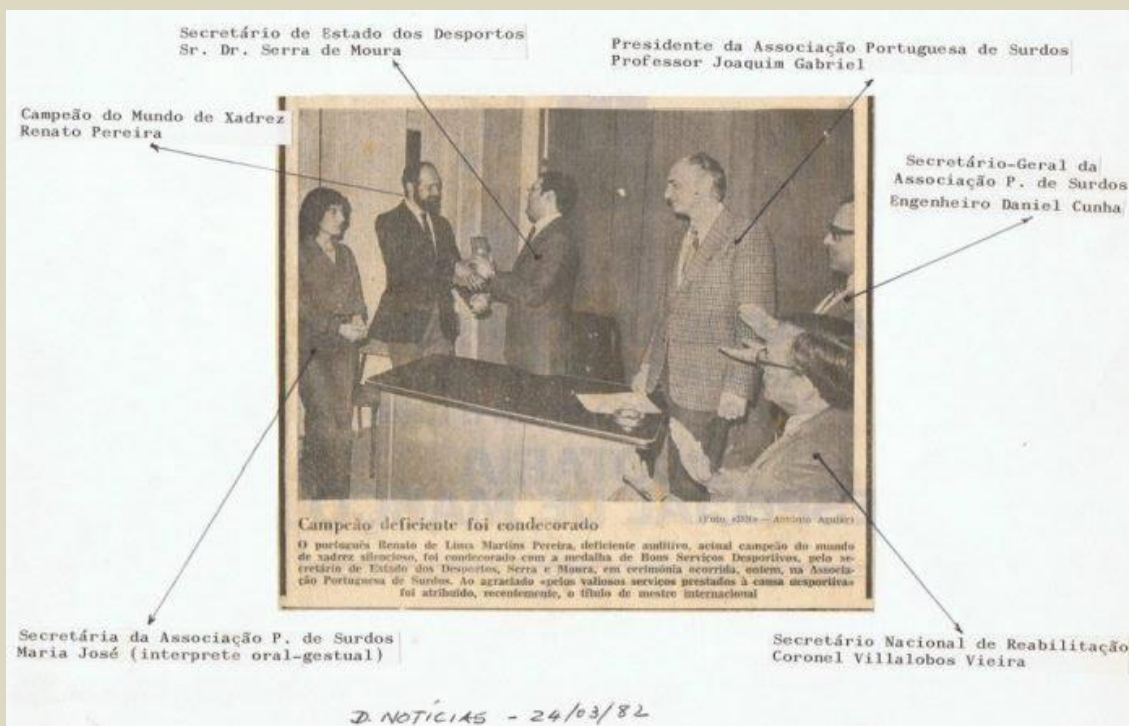 Secretário de Estado dos Desportos
Sr. Dr. Serra de Moura
Presidente da Associação Portuguesa de Surdos
Professor Joaquim Gabriel
Campeão do Mundo de Xadrez
Renato Pereira
Secretário-Geral da
Associação P. de Surdos
Engenheiro Daniel Cunha
Campeão deficiente foi condecorado
(Foto «DN» — António Aguiar)
O português Renato de Lima Martins Pereira, deficiente auditivo, actual campeão do mundo
de xadrez silencioso, foi condecorado com a medalha de Bons Serviços Desportivos, pelo se-
cretário de Estado dos Desportos, Serra e Moura, em cerimónia ocorrida, ontem, na Associa-
ção Portuguesa de Surdos. Ao agraciado «pelos valiosos serviços prestados à causa desportiva»
foi atribuído, recentemente, o título de mestre internacional
Secretária da Associação P. de Surdos
Maria José (interprete oral-gestual)
Secretário Nacional de Reabilitação
Coronel Villalobos Vieira
D. NOTÍCIAS - 24/03/82